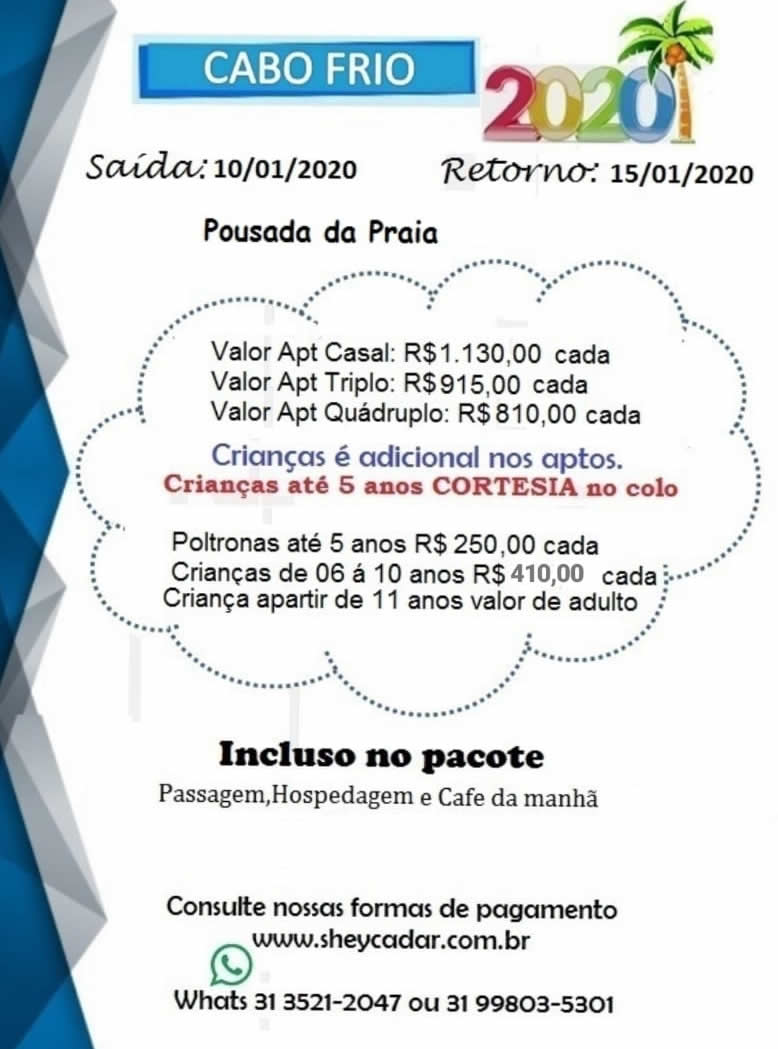 CABO FRIO
2020
Saída: 10/01/2020 Retorno: 15/01/2020
Pousada da Praia
Valor Apt Casal: R$1.130,00 cada
Valor Apt Triplo: R$915,00 cada
Valor Apt Quádruplo: R$810,00 cada
Crianças é adicional nos aptos.
Crianças até 5 anos CORTESIA no colo
Poltronas até 5 anos R$ 250,00 cada
Crianças de 06 á 10 anos R$ 410,00 cada
Criança apartir de 11 anos valor de adulto
Incluso no pacote
Passagem,Hospedagem e Cafe da manhã
Consulte nossas formas de pagamento
www.sheycadar.com.br
Whats 31 3521-2047 ou 31 99803-5301